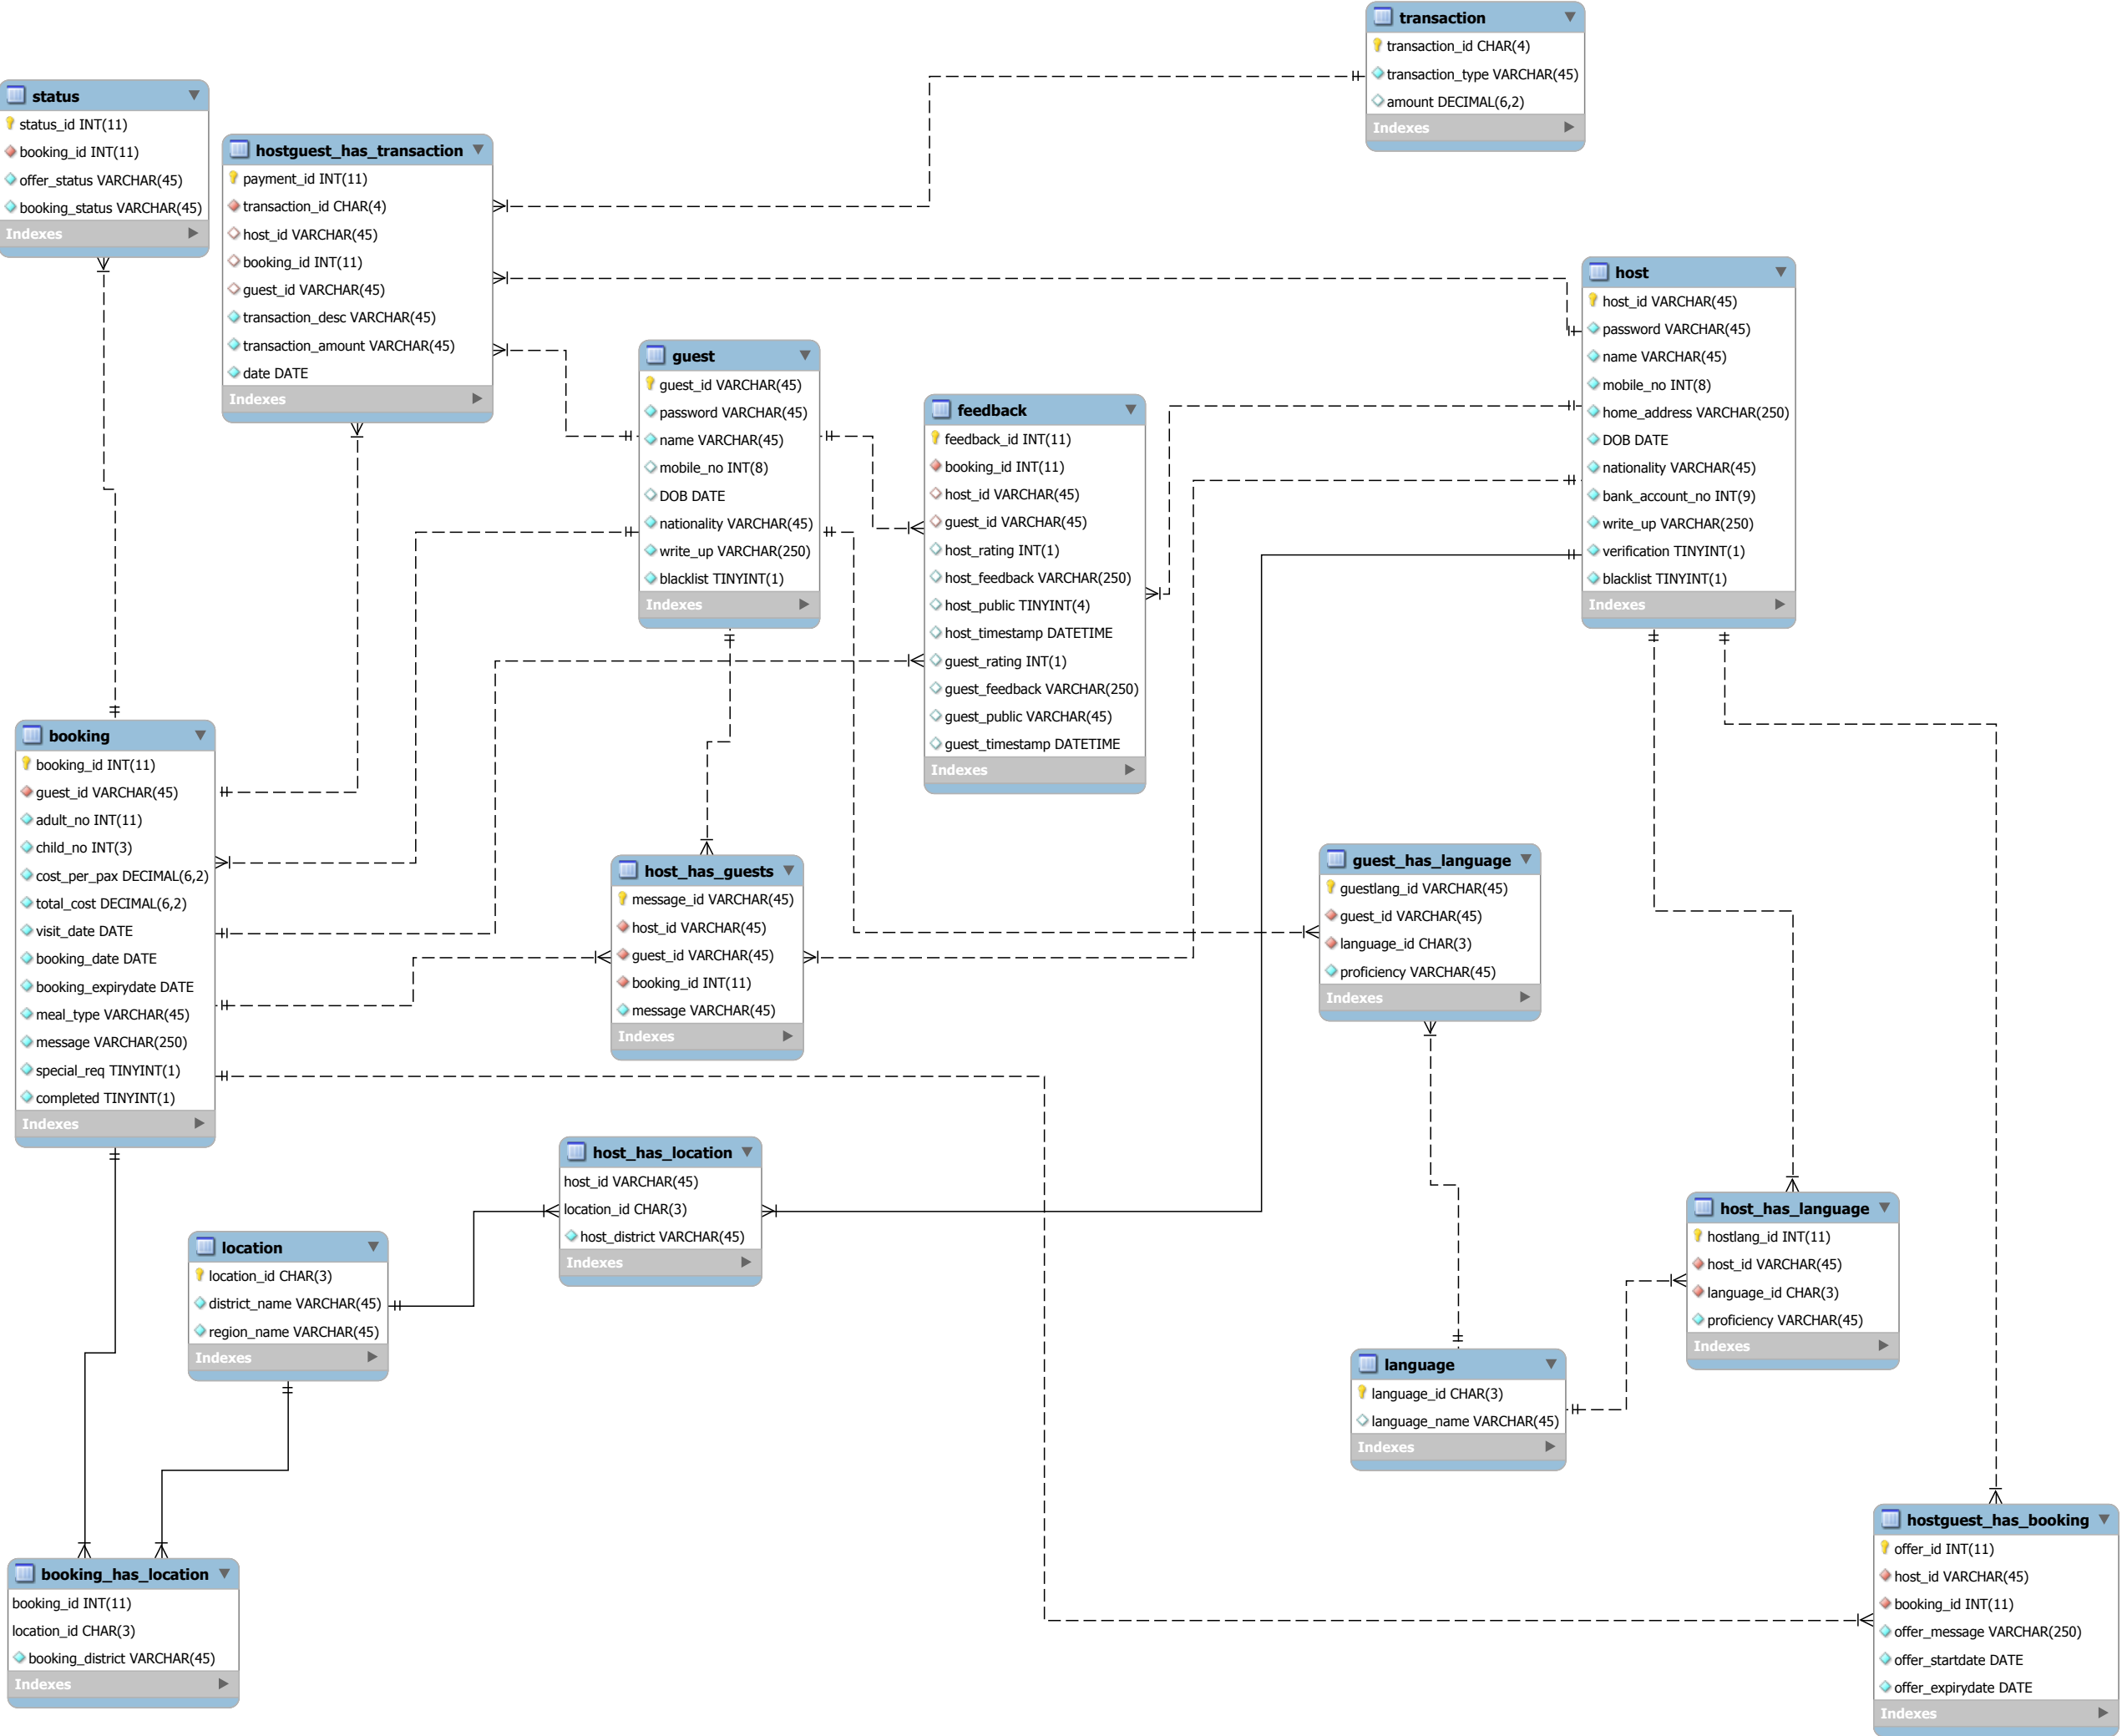 transaction
transaction_id CHAR(4)
transaction_type VARCHAR(45)
amount DECIMAL(6,2)
Indexes
status
status_id INT(11)
booking_id INT(11)
offer_status VARCHAR(45)
booking_status VARCHAR(45)
Indexes
hostguest_has_transaction
payment_id INT(11)
transaction_id CHAR(4)
host_id VARCHAR(45)
booking_id INT(11)
guest_id VARCHAR(45)
transaction_desc VARCHAR(45)
transaction_amount VARCHAR(45)
date DATE
Indexes
host
host_id VARCHAR(45)
password VARCHAR(45)
name VARCHAR(45)
mobile_no INT(8)
home_address VARCHAR(250)
DOB DATE
nationality VARCHAR(45)
bank_account_no INT(9)
write_up VARCHAR(250)
verification TINYINT(1)
blacklist TINYINT(1)
Indexes
guest
guest_id VARCHAR(45)
password VARCHAR(45)
name VARCHAR(45)
mobile_no INT(8)
DOB DATE
nationality VARCHAR(45)
write_up VARCHAR(250)
blacklist TINYINT(1)
Indexes
feedback
feedback_id INT(11)
booking_id INT(11)
host_id VARCHAR(45)
guest_id VARCHAR(45)
host_rating INT(1)
host_feedback VARCHAR(250)
host_public TINYINT(4)
host_timestamp DATETIME
guest_rating INT(1)
guest_feedback VARCHAR(250)
guest_public VARCHAR(45)
guest_timestamp DATETIME
Indexes
booking
booking_id INT(11)
guest_id VARCHAR(45)
adult_no INT(11)
child_no INT(3)
cost_per_pax DECIMAL(6,2)
total_cost DECIMAL(6,2)
visit_date DATE
booking_date DATE
booking_expirydate DATE
meal_type VARCHAR(45)
message VARCHAR(250)
special_req TINYINT(1)
completed TINYINT(1)
Indexes
host_has_guests
message_id VARCHAR(45)
host_id VARCHAR(45)
guest_id VARCHAR(45)
booking_id INT(11)
message VARCHAR(45)
Indexes
guest_has_language
guestlang_id VARCHAR(45)
guest_id VARCHAR(45)
language_id CHAR(3)
proficiency VARCHAR(45)
Indexes
host_has_location
host_id VARCHAR(45)
location_id CHAR(3)
host_district VARCHAR(45)
Indexes
host_has_language
hostlang_id INT(11)
host_id VARCHAR(45)
language_id CHAR(3)
proficiency VARCHAR(45)
Indexes
location
location_id CHAR(3)
district_name VARCHAR(45)
region_name VARCHAR(45)
Indexes
language
language_id CHAR(3)
language_name VARCHAR(45)
Indexes
hostguest_has_booking
offer_id INT(11)
host_id VARCHAR(45)
booking_id INT(11)
offer_message VARCHAR(250)
offer_startdate DATE
offer_expirydate DATE
Indexes
booking_has_location
booking_id INT(11)
location_id CHAR(3)
booking_district VARCHAR(45)
Indexes